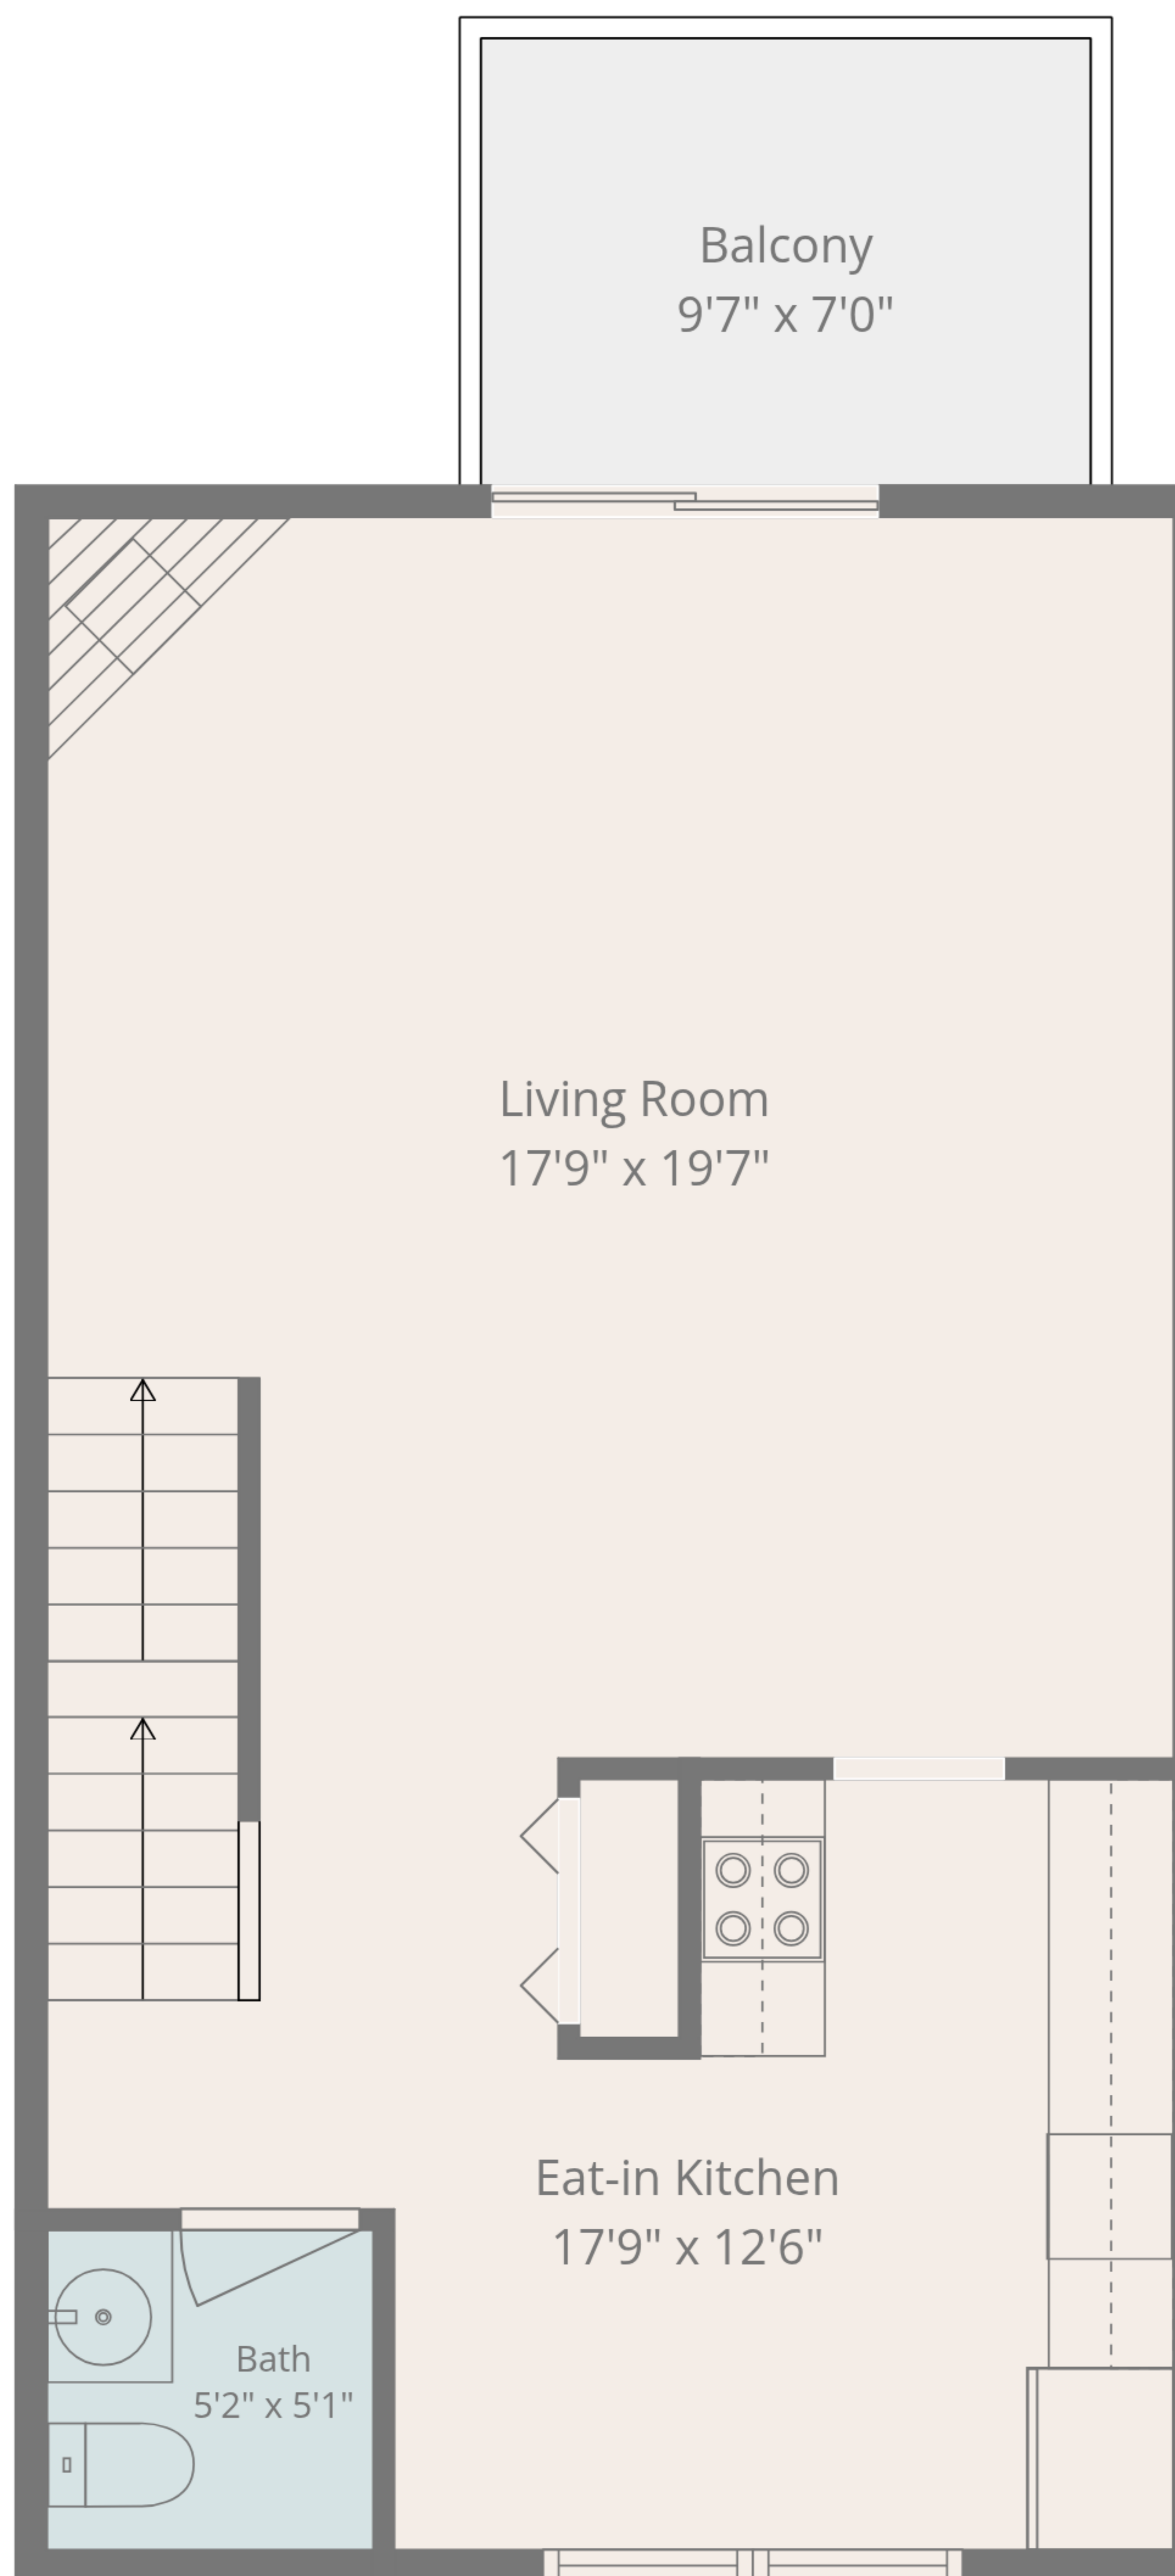 Balcony
9'7" x 7'0"
Living Room
17'9" x 19'7"
Eat-in Kitchen
17'9" x 12'6"
Bath
5'2" x 5'1"